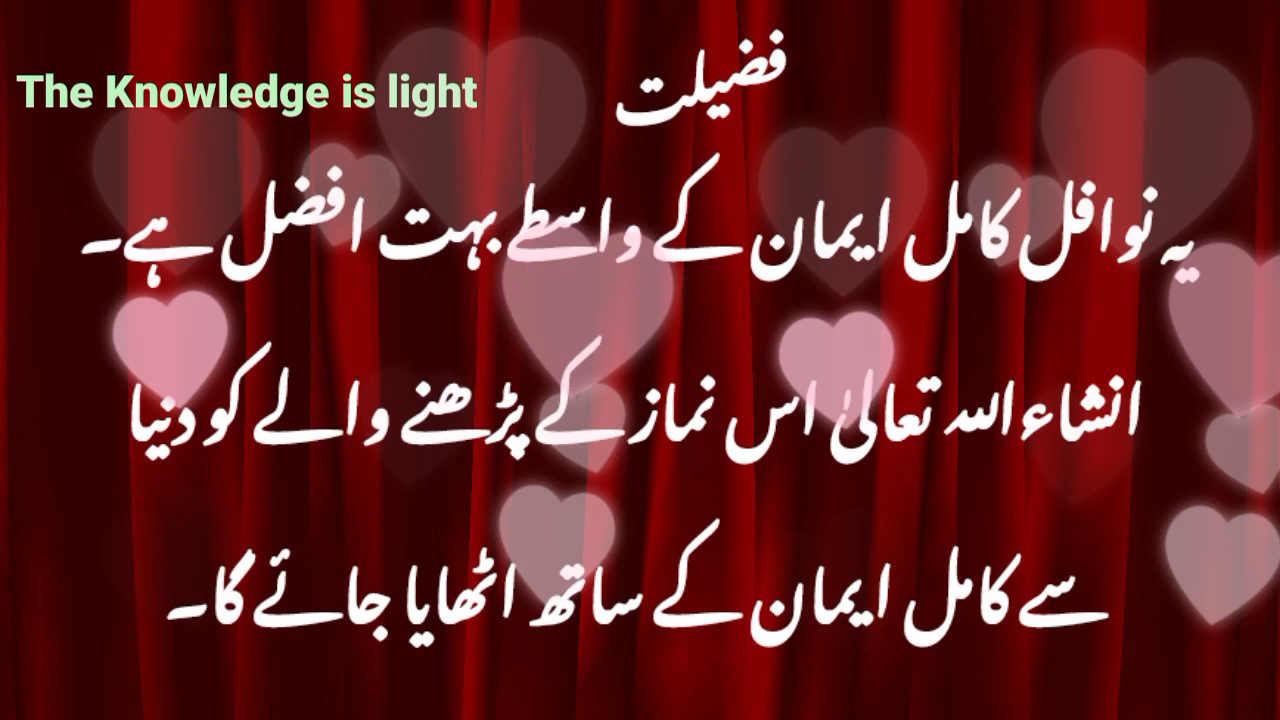 The Knowledge is light
فضیلت
یہ نوافل کامل ایمان کے واسطے بہت افضل ہے۔
انشاء اللہ تعالیٰ اس نماز کے پڑھنے والے کو دنیا
سے کامل ایمان کے ساتھ اٹھایا جائے گا۔